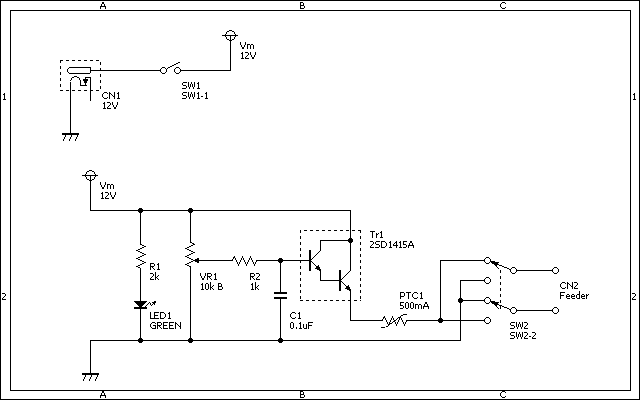 A B C
Vm
12V
1 1
SW1
SW1-1
CN1
12V
Vm
12V
Tr1
2SD1415A
R1
2k
VR1
10k B
R2
1k
CN2
Feeder
2 2
PTC1
500mA
LED1
GREEN
C1
0.1uF
SW2
SW2-2
A B C